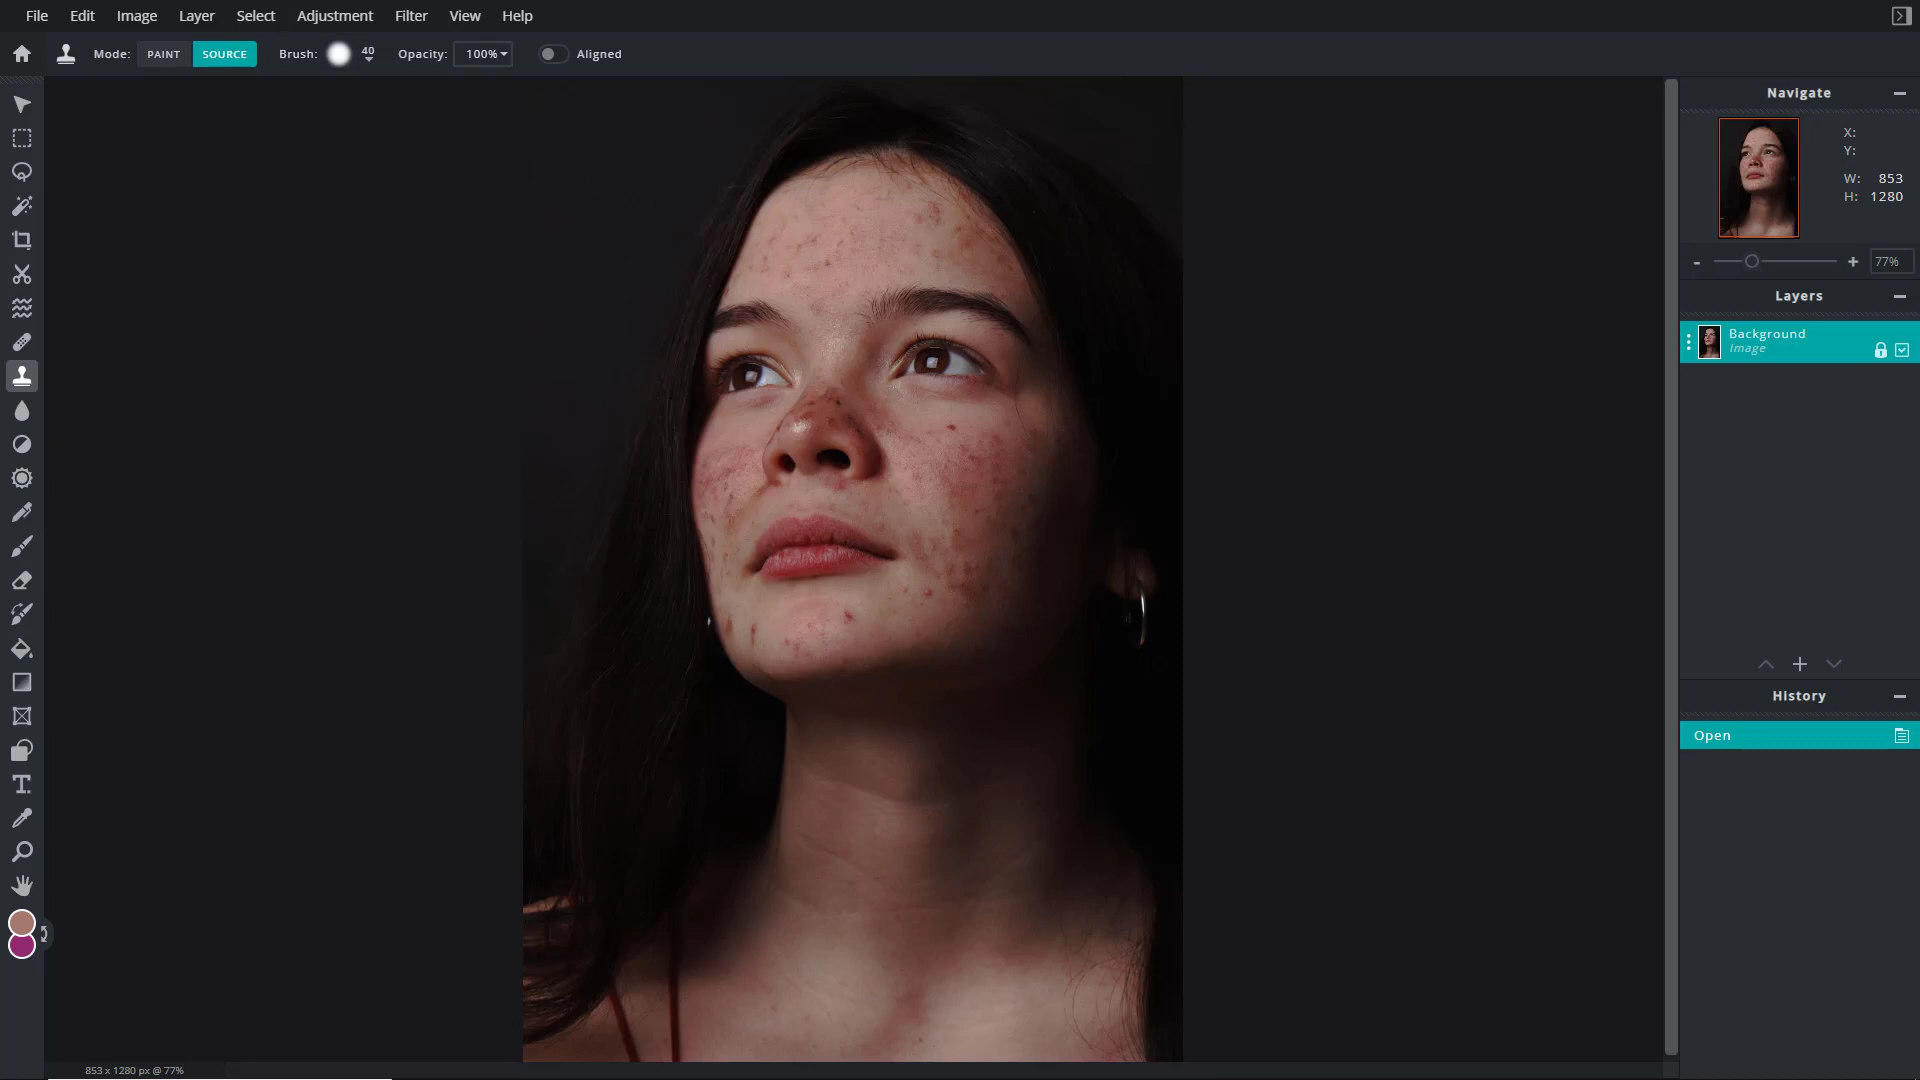 File Edit Image Layer Select Adjustment Filter View Help
Mode: PAINT SOURCE Brush: 40 Opacity: 100% Aligned
Navigate
X:
Y:
W: 853
H: 1280
- + 77%
Layers
Background
Image
History
Open
853 x 1280 px @ 77%